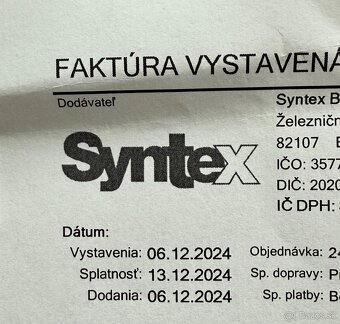 FAKTÚRA VYSTAVENÁ
Dodávateľ
Syntex B
Železničn
Syntex
82107
IČO: 3577
DIČ: 2020
IČ DPH:
Dátum:
Vystavenia: 06.12.2024 Objednávka: 24
Splatnosť: 13.12.2024 Sp. dopravy:
Dodania: 06.12.2024 Sp. platby: